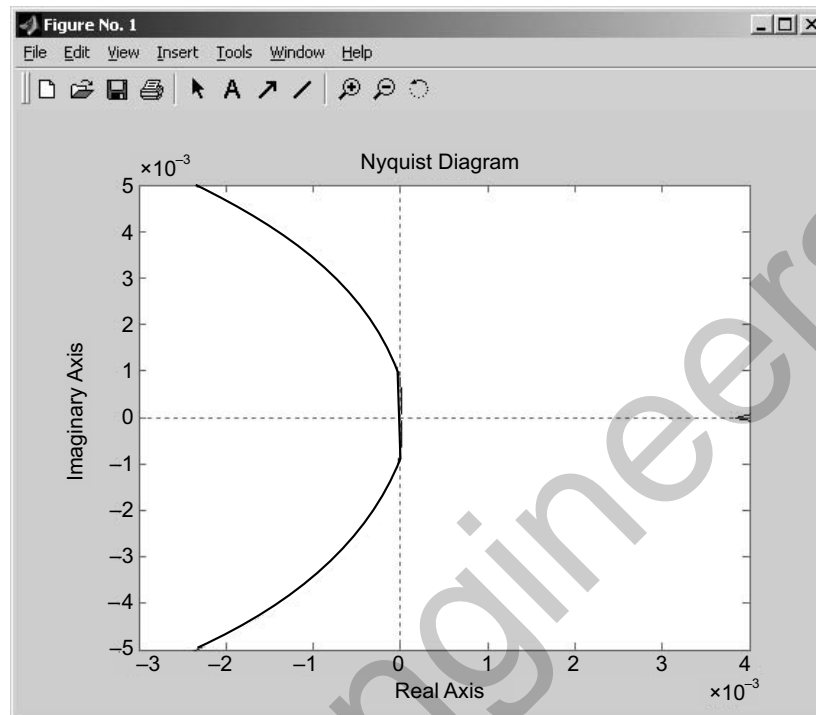 Figure No. 1
File Edit View Insert Tools Window Help
A
×10⁻³
Nyquist Diagram
5
4
3
2
1
0
–1
–2
–3
–4
–5
Imaginary Axis
–3 –2 –1 0 1 2 3 4
Real Axis
×10⁻³
engineers